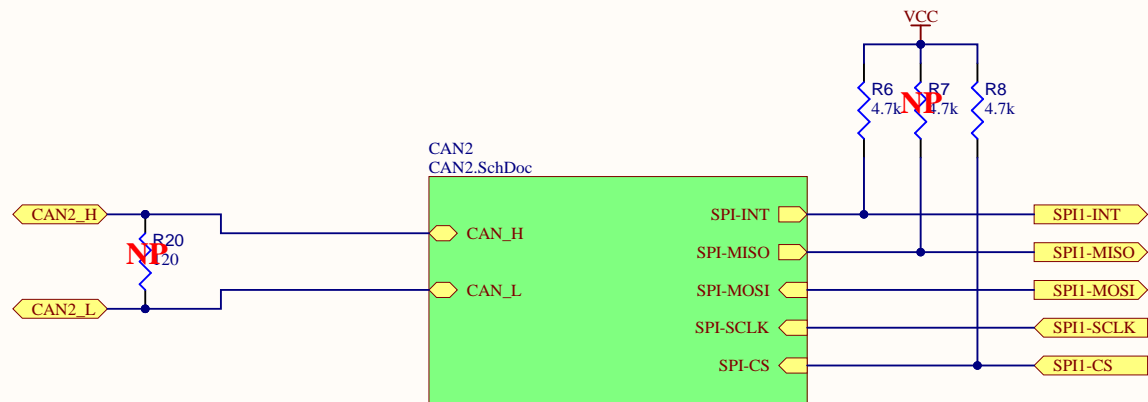 VCC
R6
4.7k
R7
4.7k
NP
R8
4.7k
CAN2
CAN2.SchDoc
CAN2_H
R20
120
NP
CAN2_L
CAN_H
CAN_L
SPI-INT
SPI-MISO
SPI-MOSI
SPI-SCLK
SPI-CS
SPI1-INT
SPI1-MISO
SPI1-MOSI
SPI1-SCLK
SPI1-CS